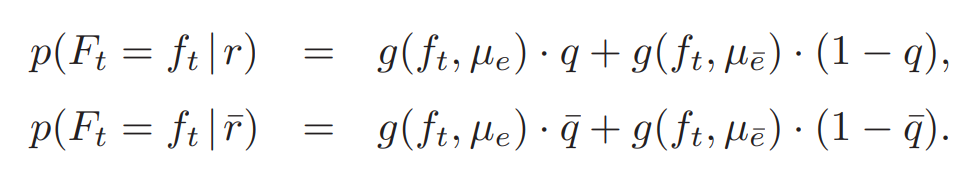 p(F_t = f_t | r) = g(f_t, μ_e) · q + g(f_t, μ_ē) · (1 − q),
p(F_t = f_t | r̄) = g(f_t, μ_e) · q̄ + g(f_t, μ_ē) · (1 − q̄).